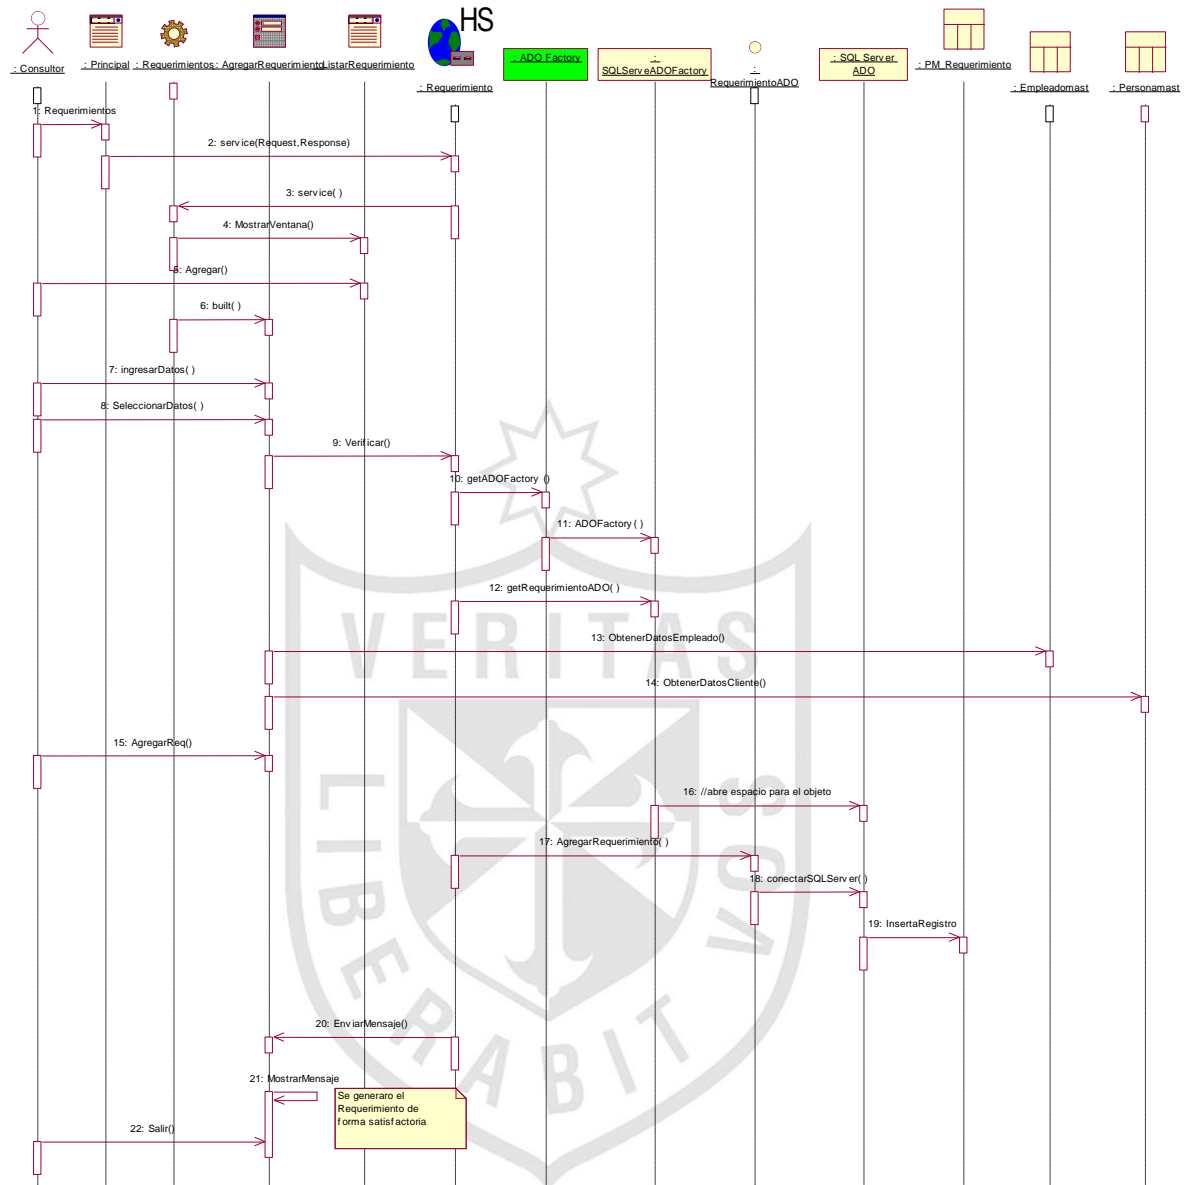 HS
: Consultor
: Principal
: Requerimientos
: AgregarRequerimiento
: ListarRequerimiento
: Requerimiento
: ADO Factory
:
SQLServeADOFactory
:
RequerimientoADO
: SQL Server
ADO
: PM_Requerimiento
: Empleadomast
: Personamast
1: Requerimientos
2: service(Request,Response)
3: service( )
4: MostrarVentana()
5: Agregar()
6: built( )
7: ingresarDatos( )
8: SeleccionarDatos( )
9: Verificar()
10: getADOFactory ()
11: ADOFactory( )
12: getRequerimientoADO( )
VERITAS
13: ObtenerDatosEmpleado()
14: ObtenerDatosCliente()
15: AgregarReq()
16: //abre espacio para el objeto
17: AgregarRequerimiento( )
18: conectarSQLServer( )
19: InsertaRegistro
LIBERABIT VOS
20: EnviarMensaje()
21: MostrarMensaje
Se generaro el
Requerimiento de
forma satisfactoria
22: Salir()